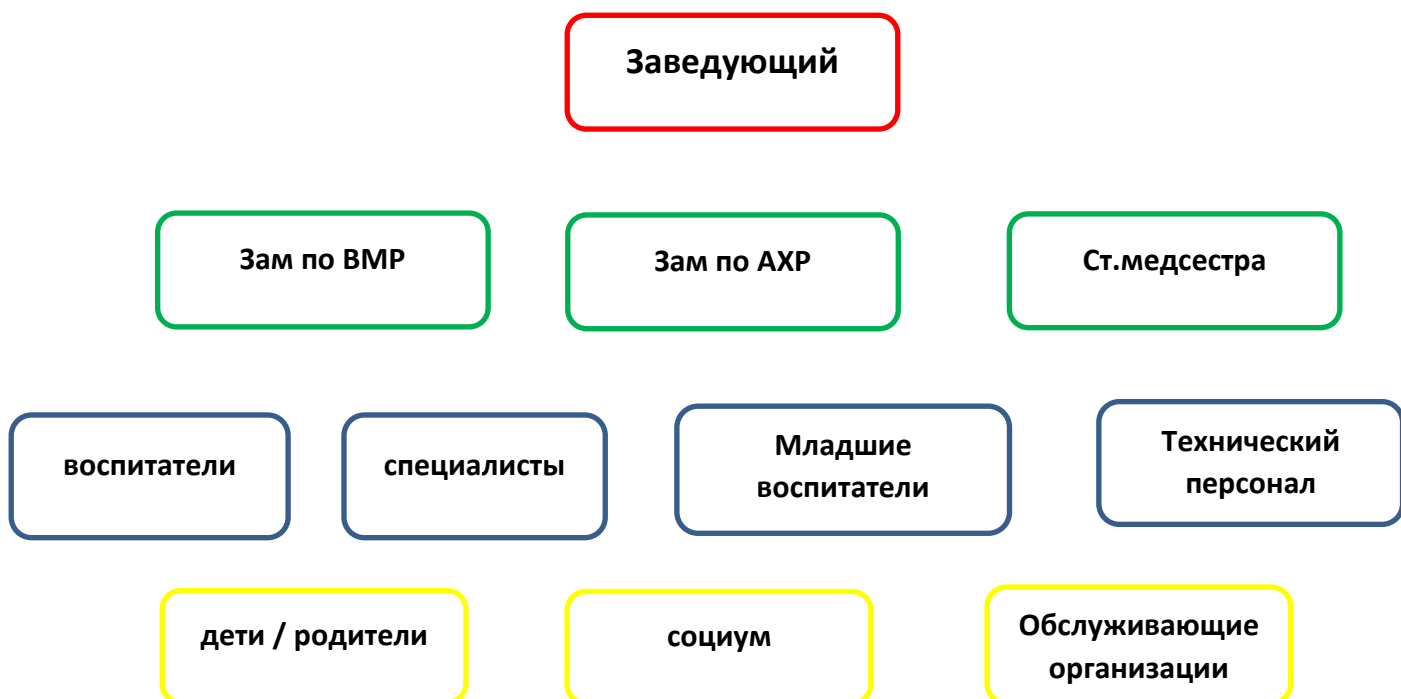 Заведующий
Зам по ВМР
Зам по АХР
Ст.медсестра
воспитатели
специалисты
Младшие
воспитатели
Технический
персонал
дети / родители
социум
Обслуживающие
организации